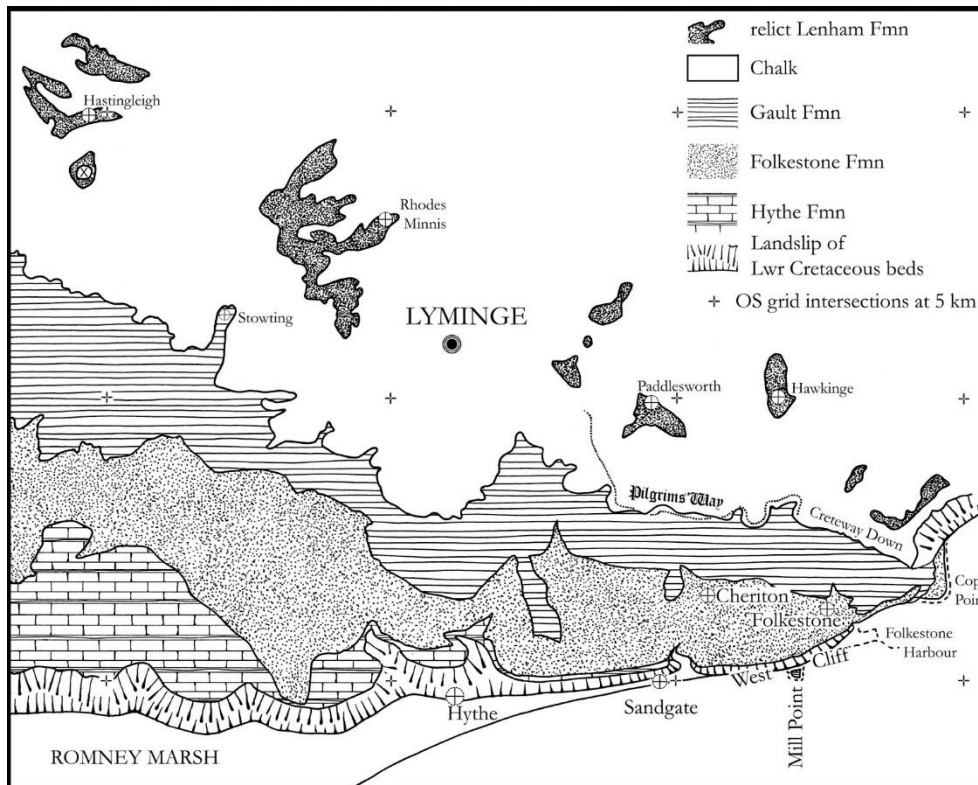 relict Lenham Fmn
Chalk
Gault Fmn
Folkestone Fmn
Hythe Fmn
Landslip of
Lwr Cretaceous beds
OS grid intersections at 5 km
Hastingleigh
Rhodes
Minnis
Stowting
LYMINGE
Paddlesworth
Hawkinge
Pilgrims' Way
Creteway Down
Cop
Poin
Cheriton
Folkestone
Folkestone
Harbour
West Cliff
Mill Point
Sandgate
Hythe
ROMNEY MARSH